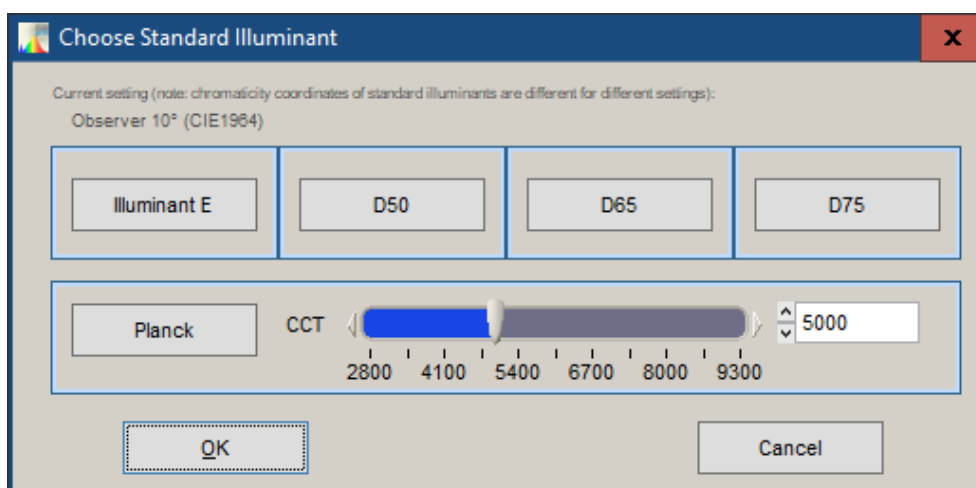 Choose Standard Illuminant
X
Current setting (note: chromaticity coordinates of standard illuminants are different for different settings):
Observer 10° (CIE1964)
Illuminant E D50 D65 D75
Planck CCT 5000
2800 4100 5400 6700 8000 9300
OK Cancel